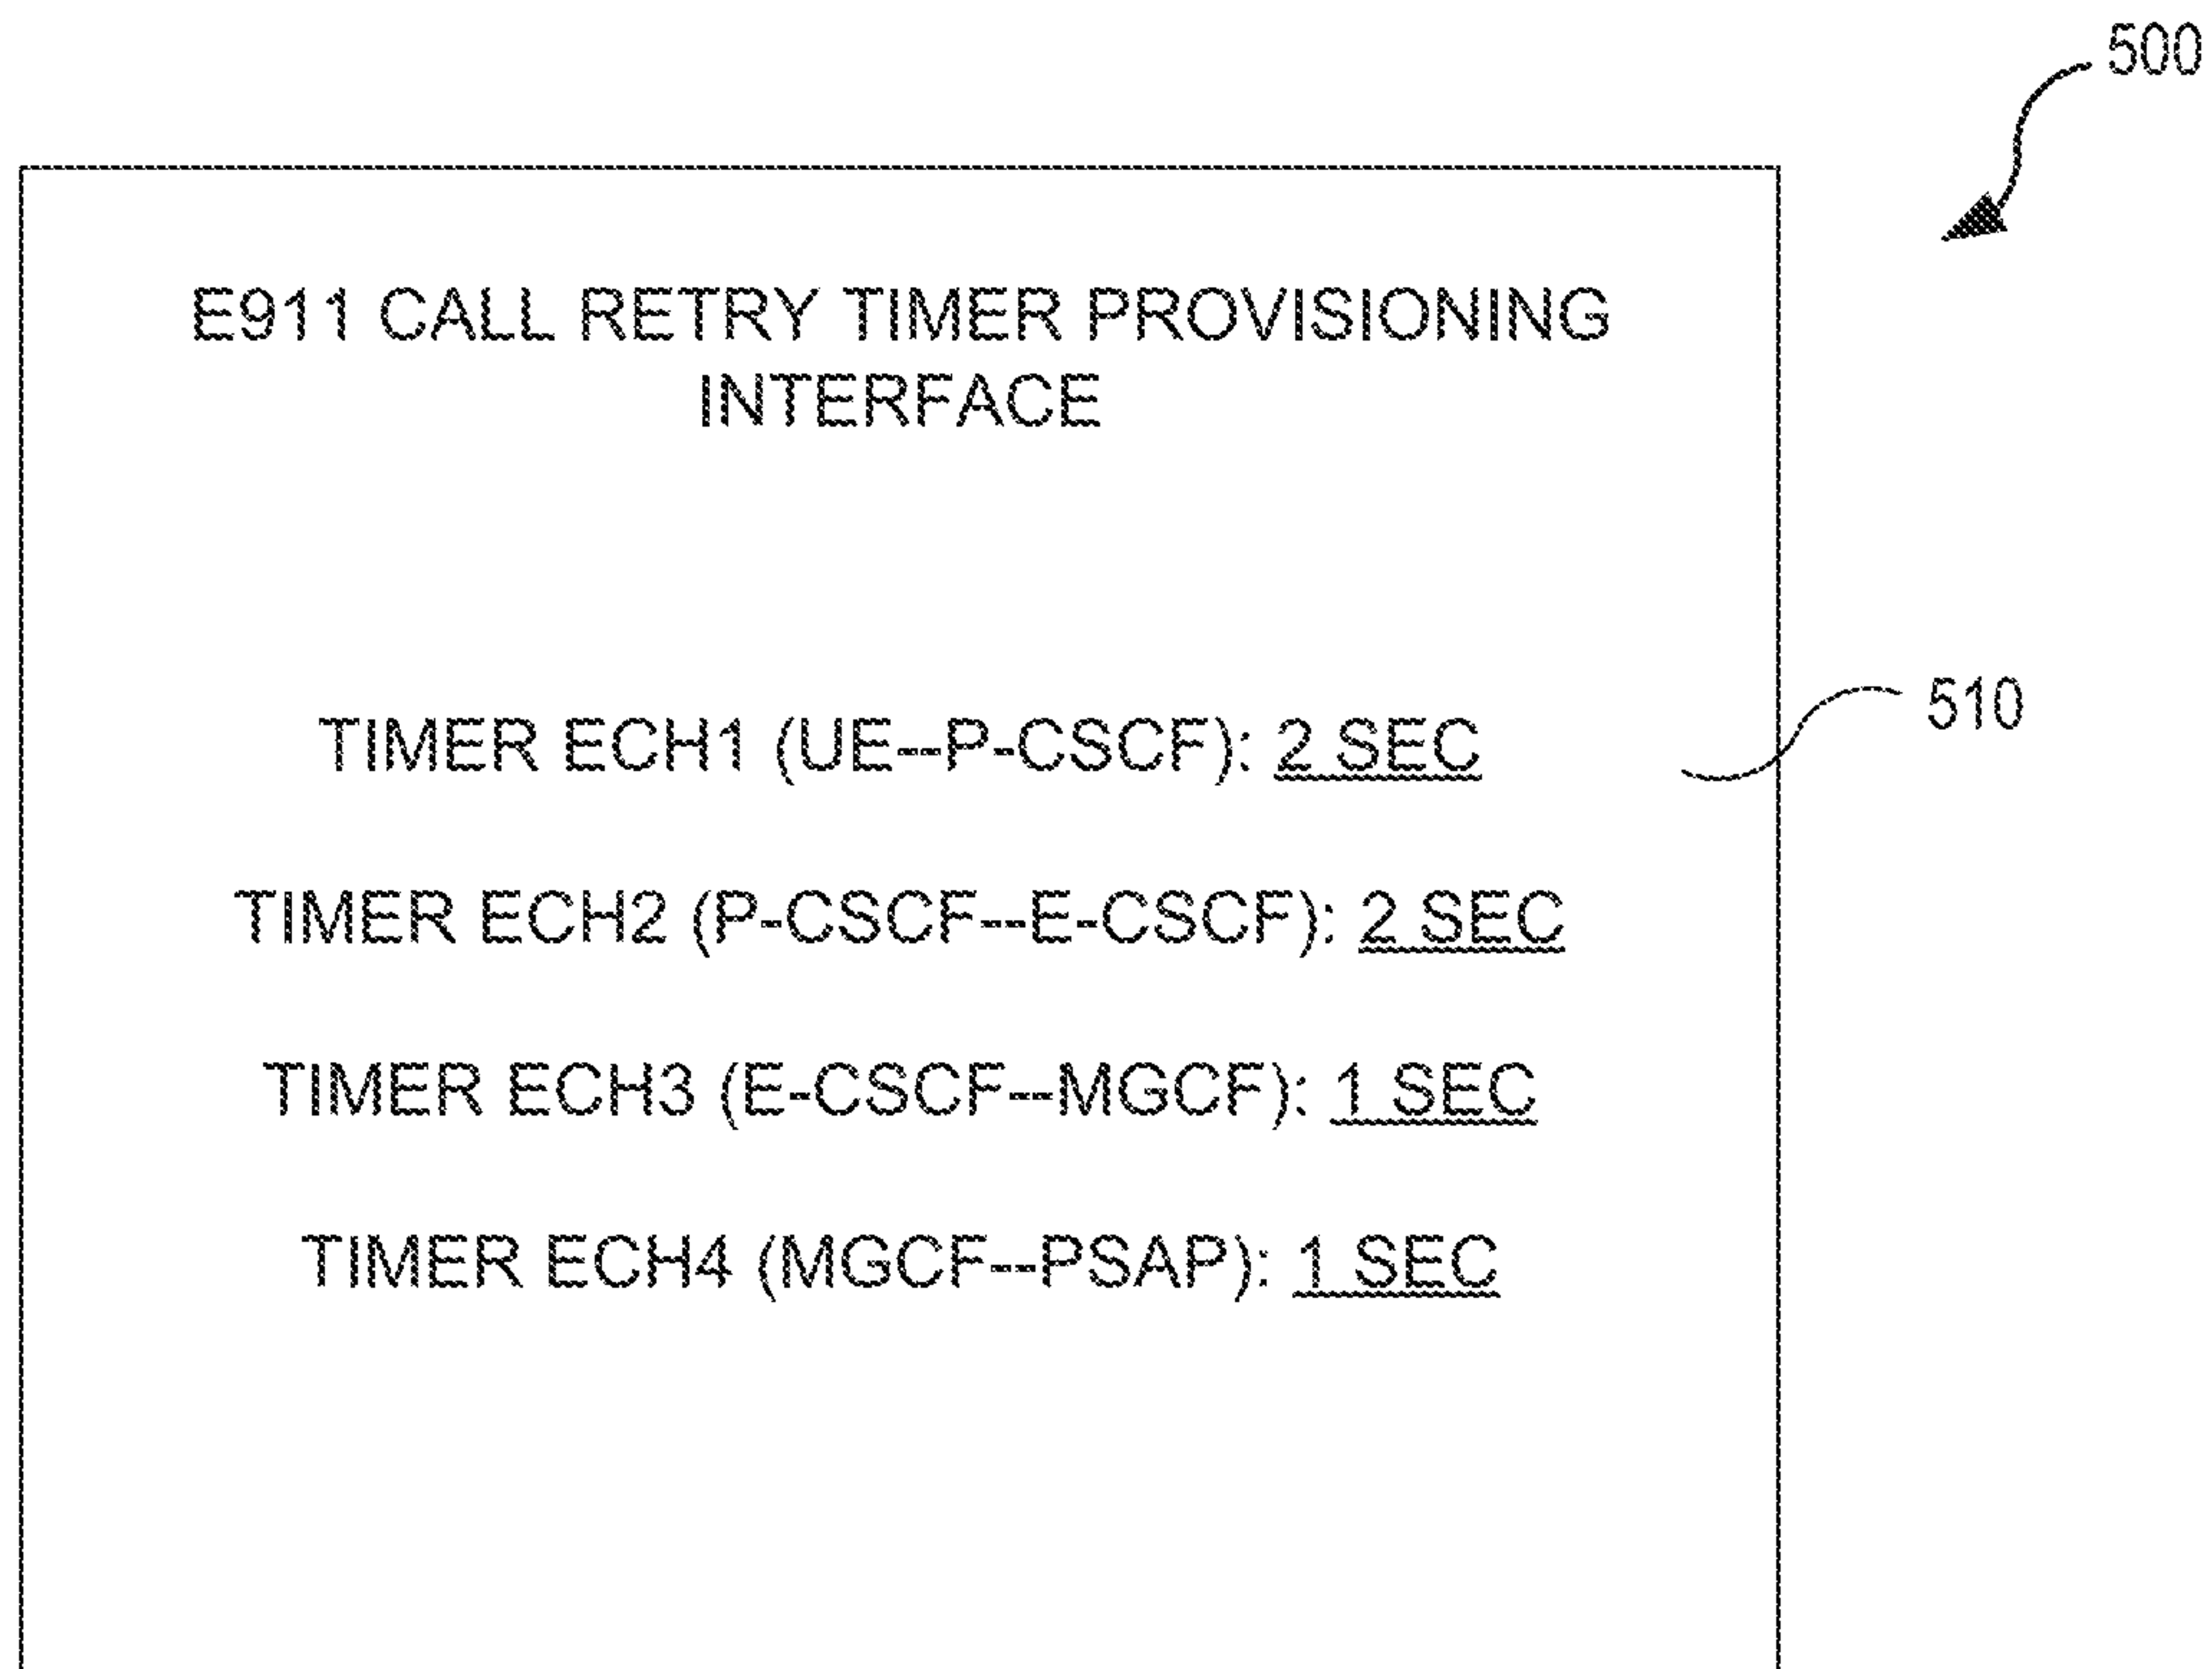 500
E911 CALL RETRY TIMER PROVISIONING
INTERFACE
510
TIMER ECH1 (UE--P-CSCF): 2 SEC
TIMER ECH2 (P-CSCF--E-CSCF): 2 SEC
TIMER ECH3 (E-CSCF--MGCF): 1 SEC
TIMER ECH4 (MGCF--PSAP): 1 SEC